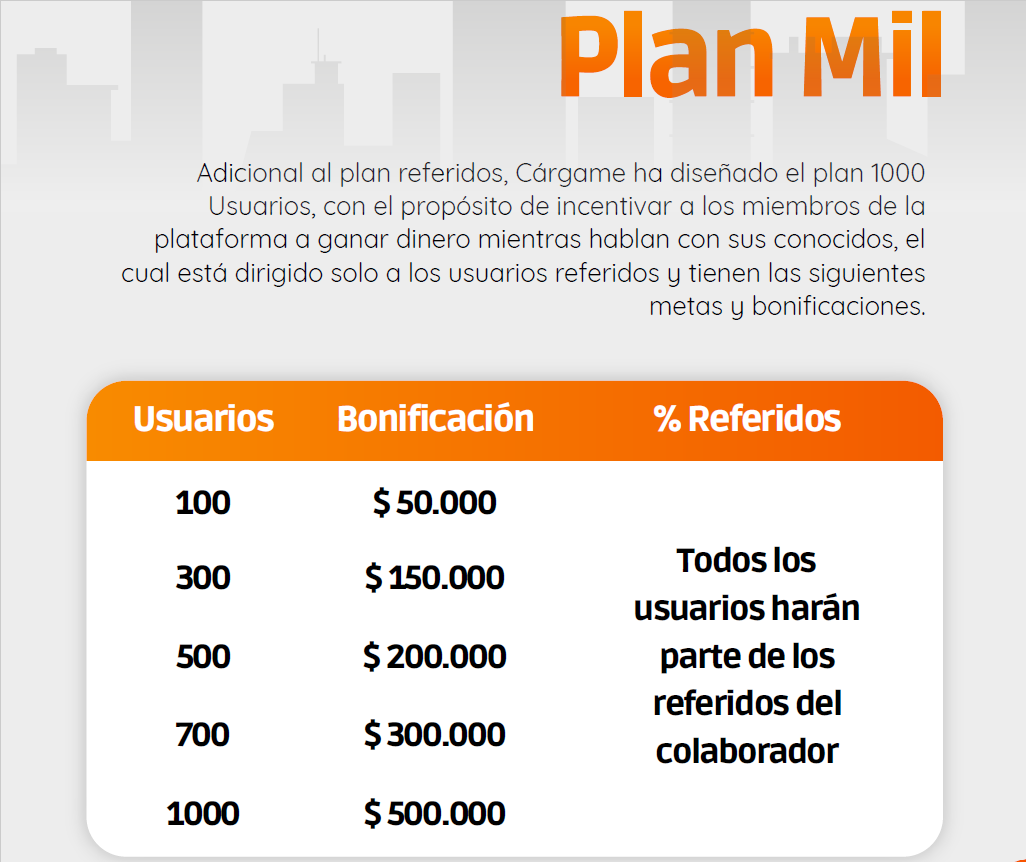 Plan Mil
Adicional al plan referidos, Cárgame ha diseñado el plan 1000
Usuarios, con el propósito de incentivar a los miembros de la
plataforma a ganar dinero mientras hablan con sus conocidos, el
cual está dirigido solo a los usuarios referidos y tienen las siguientes
metas y bonificaciones.
Usuarios Bonificación % Referidos
100 $ 50.000
300 $ 150.000
500 $ 200.000
700 $ 300.000
1000 $ 500.000
Todos los
usuarios harán
parte de los
referidos del
colaborador